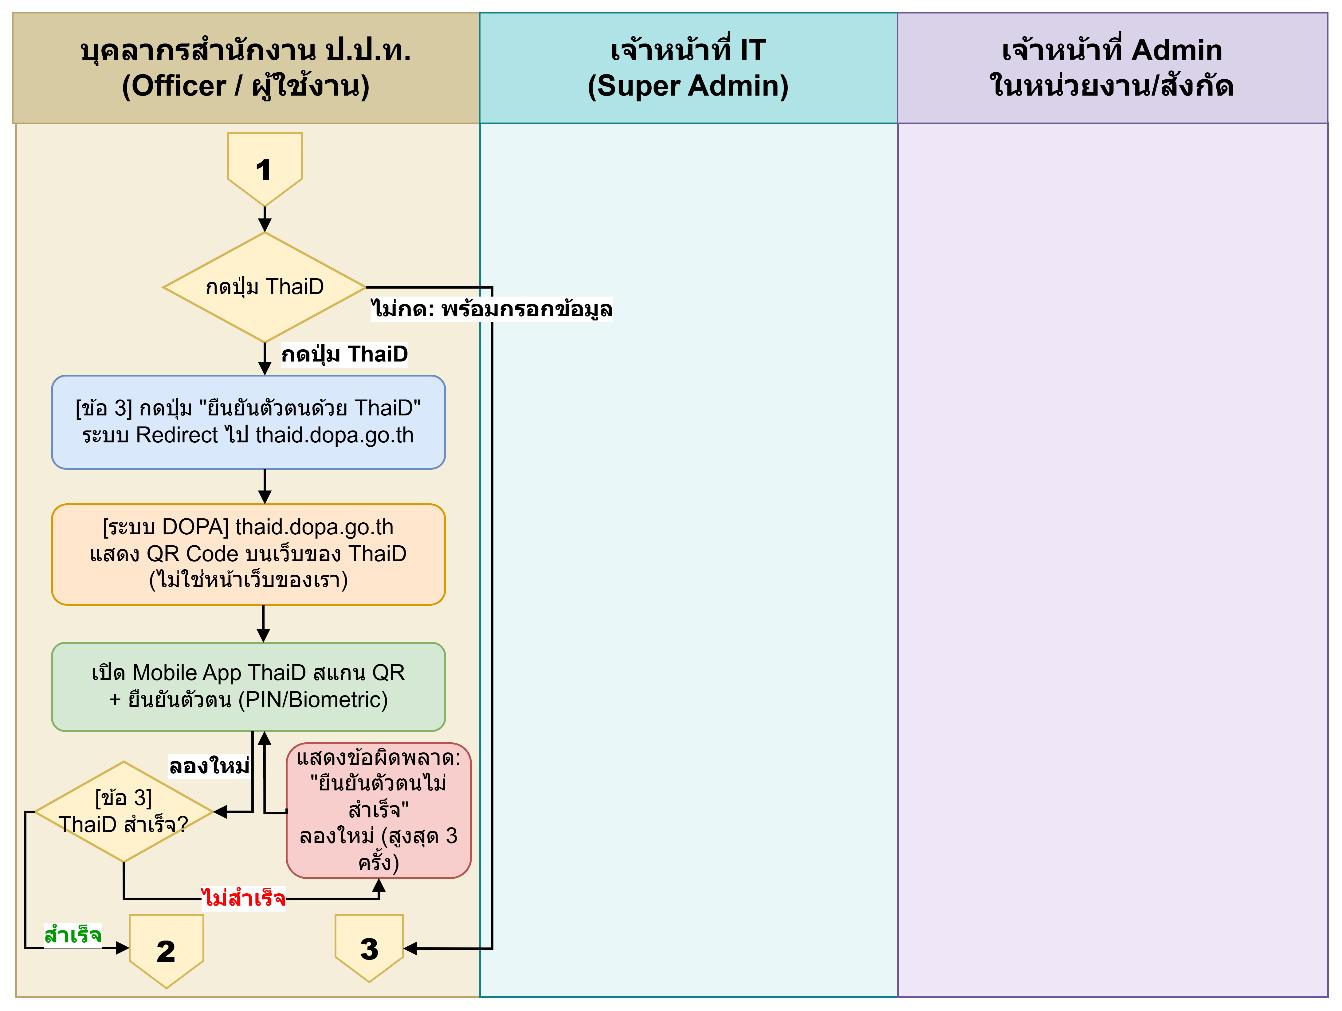 บุคลากรสำนักงาน ป.ป.ท.
(Officer / ผู้ใช้งาน)
เจ้าหน้าที่ IT
(Super Admin)
เจ้าหน้าที่ Admin
ในหน่วยงาน/สังกัด
1
กดปุ่ม ThaiD
ไม่กด: พร้อมกรอกข้อมูล
กดปุ่ม ThaiD
[ข้อ 3] กดปุ่ม "ยืนยันตัวตนด้วย ThaiD"
ระบบ Redirect ไป thaid.dopa.go.th
[ระบบ DOPA] thaid.dopa.go.th
แสดง QR Code บนเว็บของ ThaiD
(ไม่ใช่หน้าเว็บของเรา)
เปิด Mobile App ThaiD สแกน QR
+ ยืนยันตัวตน (PIN/Biometric)
ลองใหม่
แสดงข้อผิดพลาด:
"ยืนยันตัวตนไม่
สำเร็จ"
ลองใหม่ (สูงสุด 3
ครั้ง)
[ข้อ 3]
ThaiD สำเร็จ?
ไม่สำเร็จ
สำเร็จ
2
3